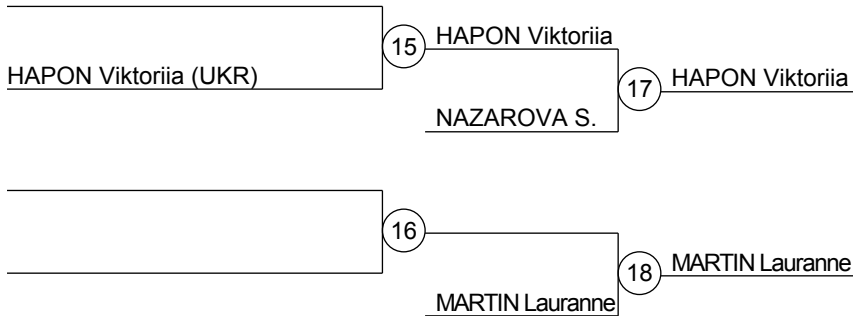 HAPON Viktoriia (UKR)
15
HAPON Viktoriia
NAZAROVA S.
17
HAPON Viktoriia
16
MARTIN Lauranne
18
MARTIN Lauranne